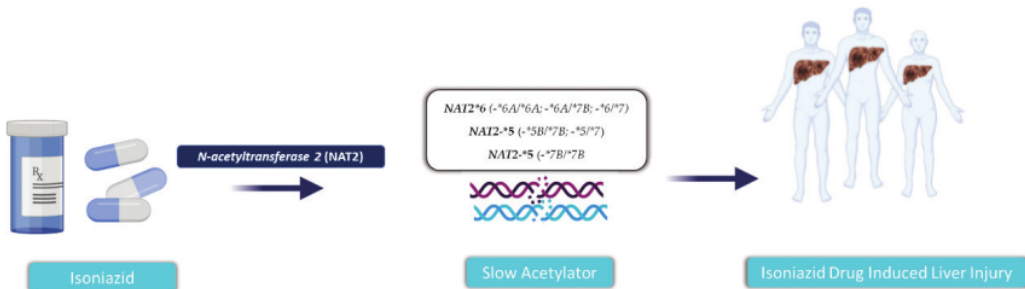 Rx
N-acetyltransferase 2 (NAT2)
NAT2*6 (-*6A/*6A; -*6A/*7B; -*6/*7)
NAT2-*5 (-*5B/*7B; -*5/*7)
NAT2-*5 (-*7B/*7B
Isoniazid
Slow Acetylator
Isoniazid Drug Induced Liver Injury